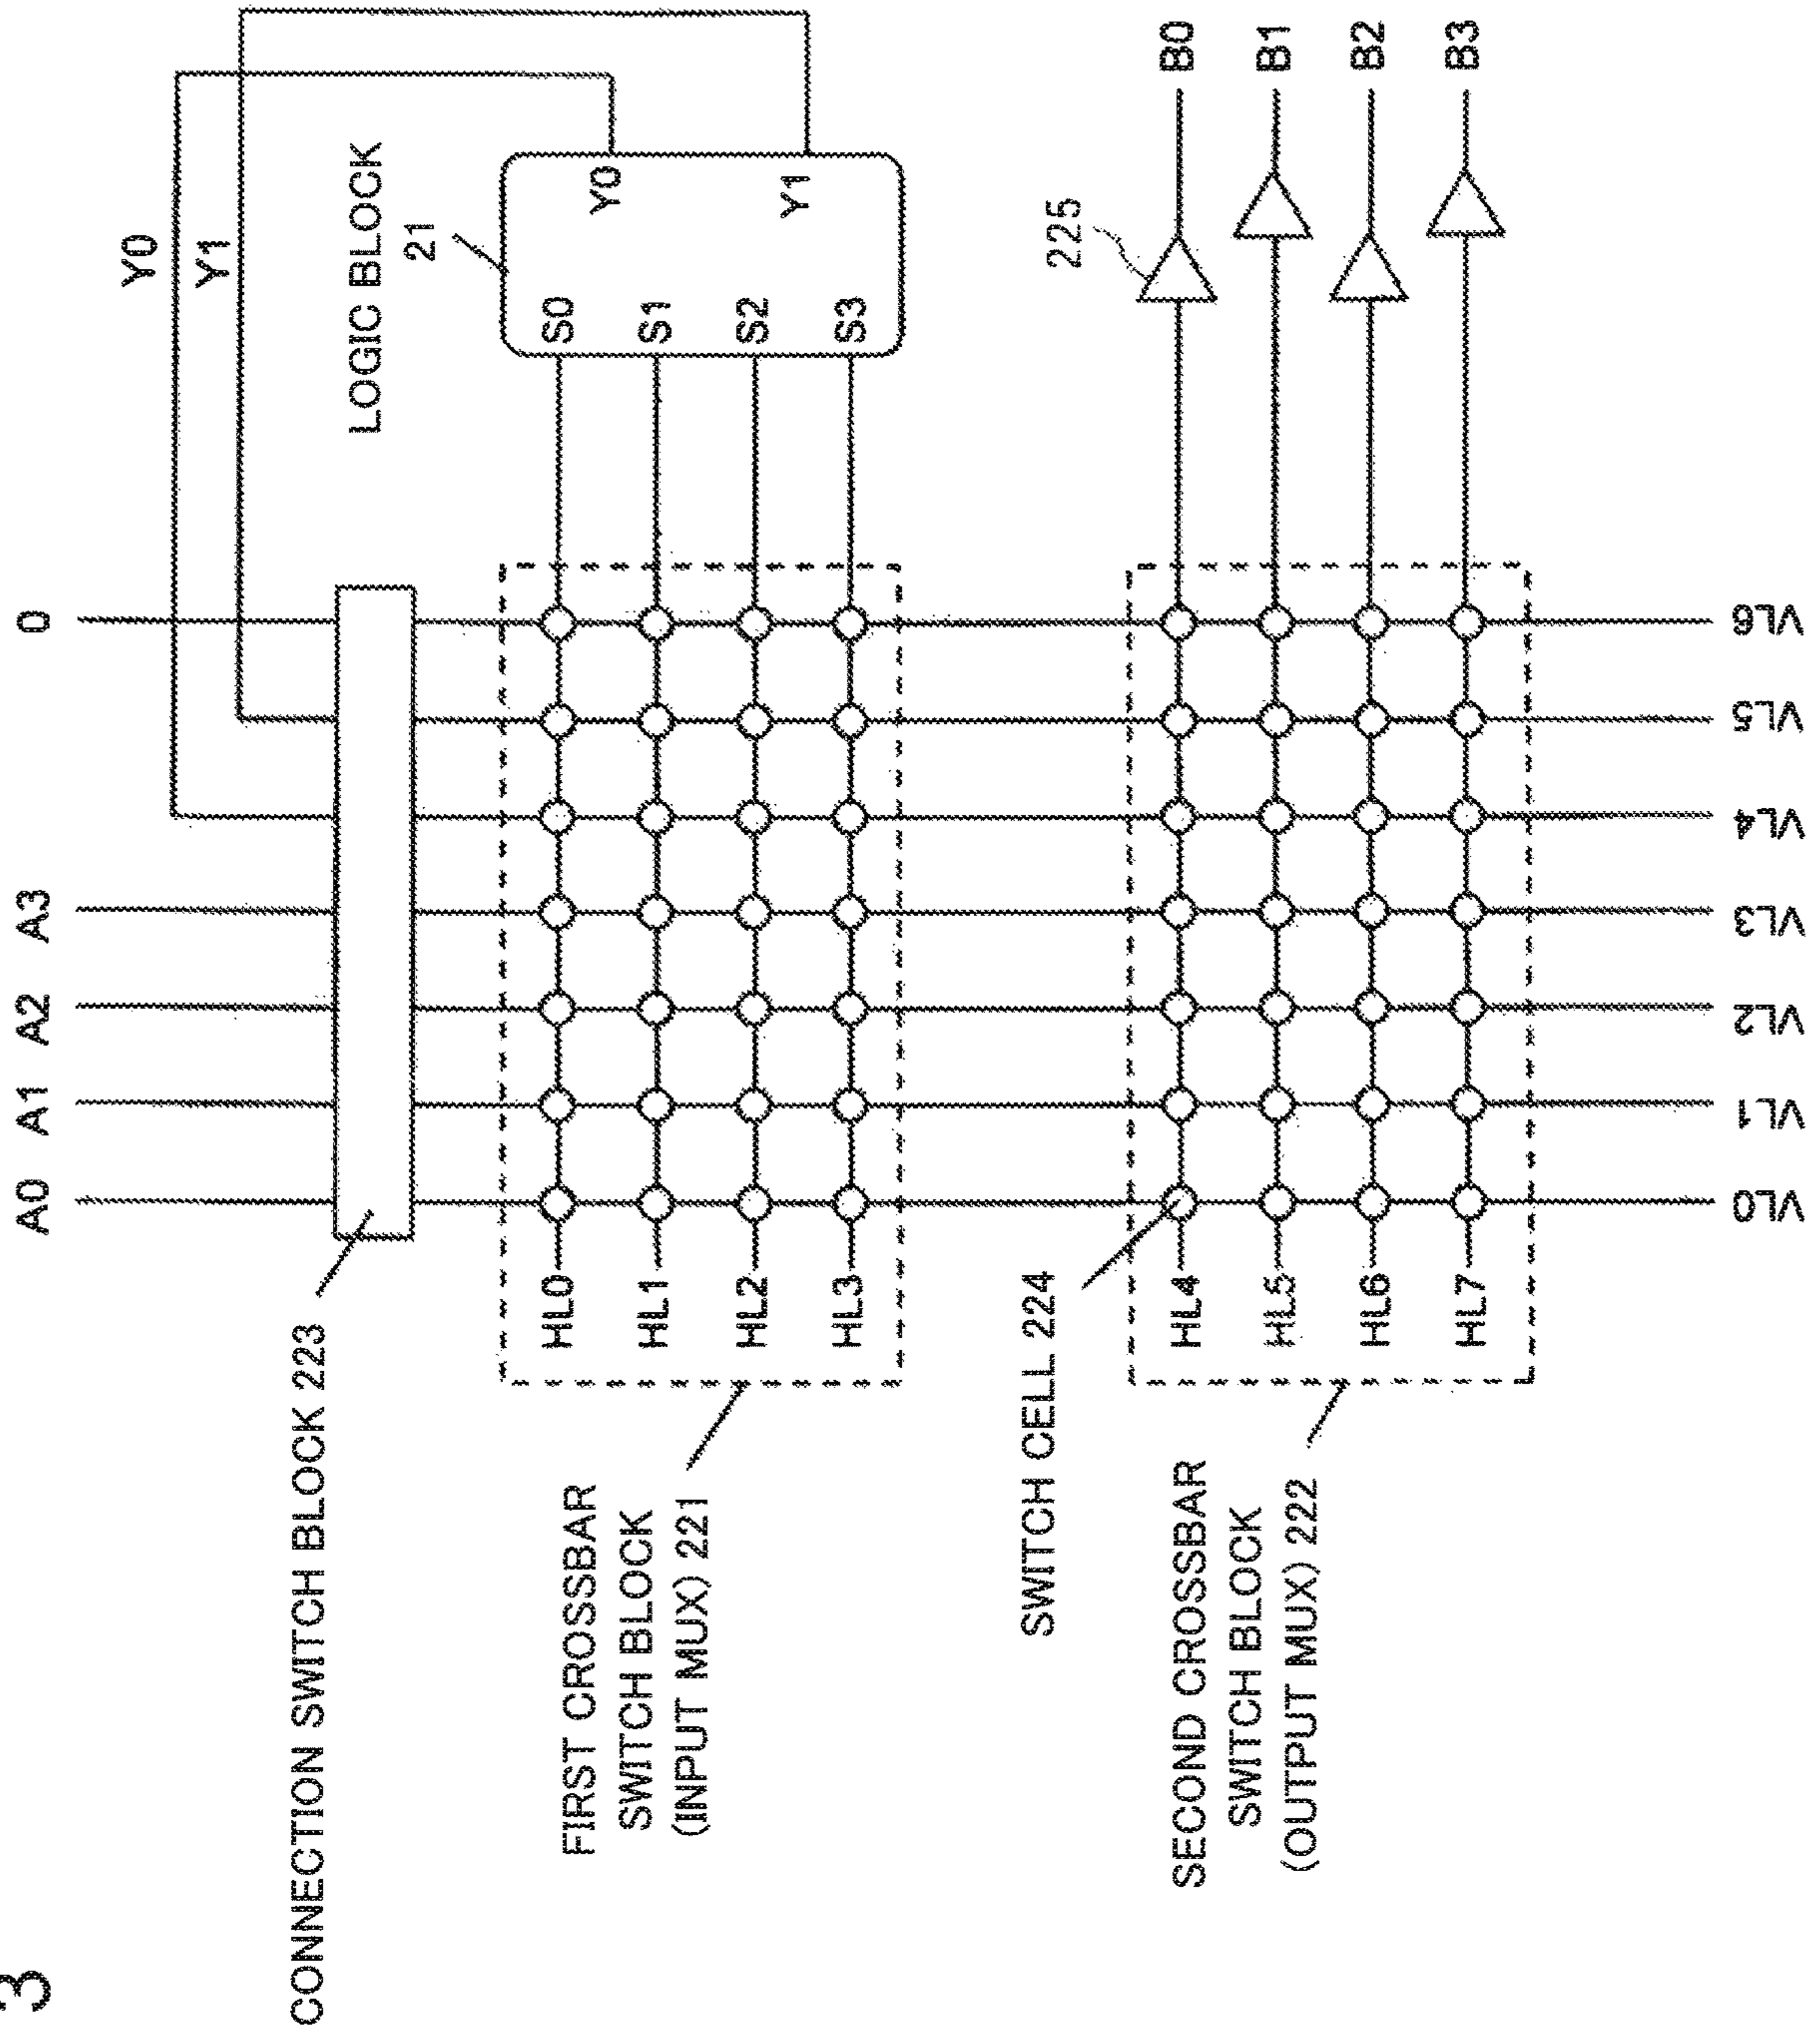 3
A0
A1
A2
A3
0
Y0
Y1
CONNECTION SWITCH BLOCK 223
LOGIC BLOCK
21
S0
S1
S2
S3
Y0
Y1
HL0
HL1
HL2
HL3
FIRST CROSSBAR
SWITCH BLOCK
(INPUT MUX) 221
SWITCH CELL 224
225
B0
B1
B2
B3
HL4
HL5
HL6
HL7
SECOND CROSSBAR
SWITCH BLOCK
(OUTPUT MUX) 222
VL0
VL1
VL2
VL3
VL4
VL5
VL6